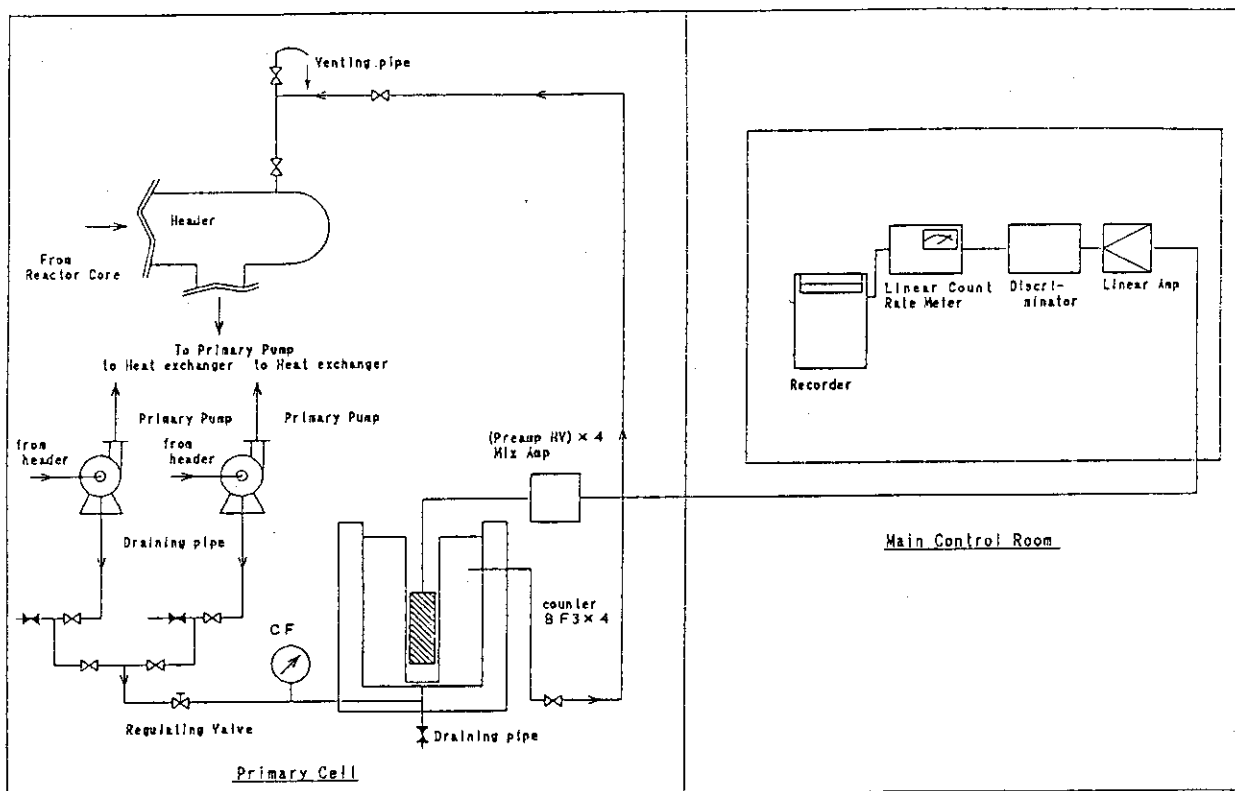 Venting pipe
Header
From
Reactor Core
To Primary Pump
to Heat exchanger
to Heat exchanger
Primary Pump
Primary Pump
from
header
from
header
Draining pipe
CF
Regulating Valve
Draining pipe
counter
BF3×4
(Preamp HV)×4
Mix Amp
Primary Cell
Recorder
Linear Count
Rate Meter
Discri-
minator
Linear Amp
Main Control Room